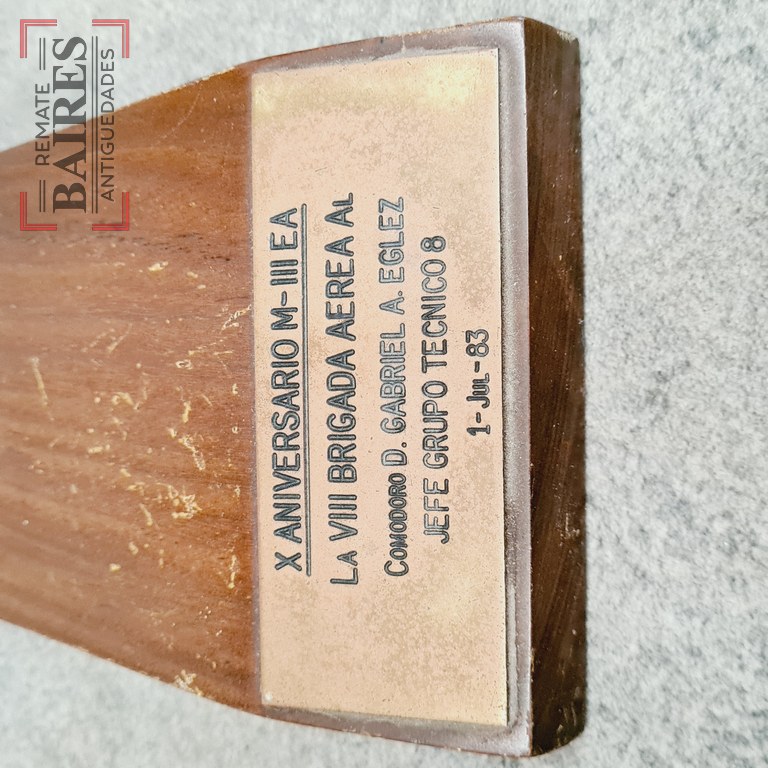 REMATE
BAIRES
ANTIGUEDADES
X ANIVERSARIO M-III EA
LA VIII BRIGADA AEREA AL
COMODORO D. GABRIEL A. EGLEZ
JEFE GRUPO TECNICO 8
1-JUL-83